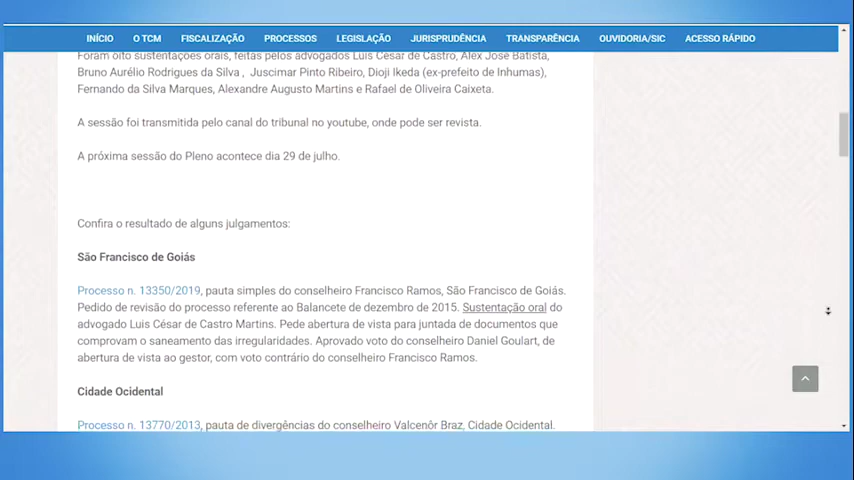 INÍCIO O TCM FISCALIZAÇÃO PROCESSOS LEGISLAÇÃO JURISPRUDÊNCIA TRANSPARÊNCIA OUVIDORIA/SIC ACESSO RÁPIDO
Foram oito sustentações orais, feitas pelos advogados Luis César de Castro, Alex José Batista,
Bruno Aurélio Rodrigues da Silva , Juscimar Pinto Ribeiro, Dioji Ikeda (ex-prefeito de Inhumas),
Fernando da Silva Marques, Alexandre Augusto Martins e Rafael de Oliveira Caixeta.
A sessão foi transmitida pelo canal do tribunal no youtube, onde pode ser revista.
A próxima sessão do Pleno acontece dia 29 de julho.
Confira o resultado de alguns julgamentos:
São Francisco de Goiás
Processo n. 13350/2019, pauta simples do conselheiro Francisco Ramos, São Francisco de Goiás.
Pedido de revisão do processo referente ao Balancete de dezembro de 2015. Sustentação oral do
advogado Luis César de Castro Martins. Pede abertura de vista para juntada de documentos que
comprovam o saneamento das irregularidades. Aprovado voto do conselheiro Daniel Goulart, de
abertura de vista ao gestor, com voto contrário do conselheiro Francisco Ramos.
Cidade Ocidental
Processo n. 13770/2013, pauta de divergências do conselheiro Valcenôr Braz, Cidade Ocidental.